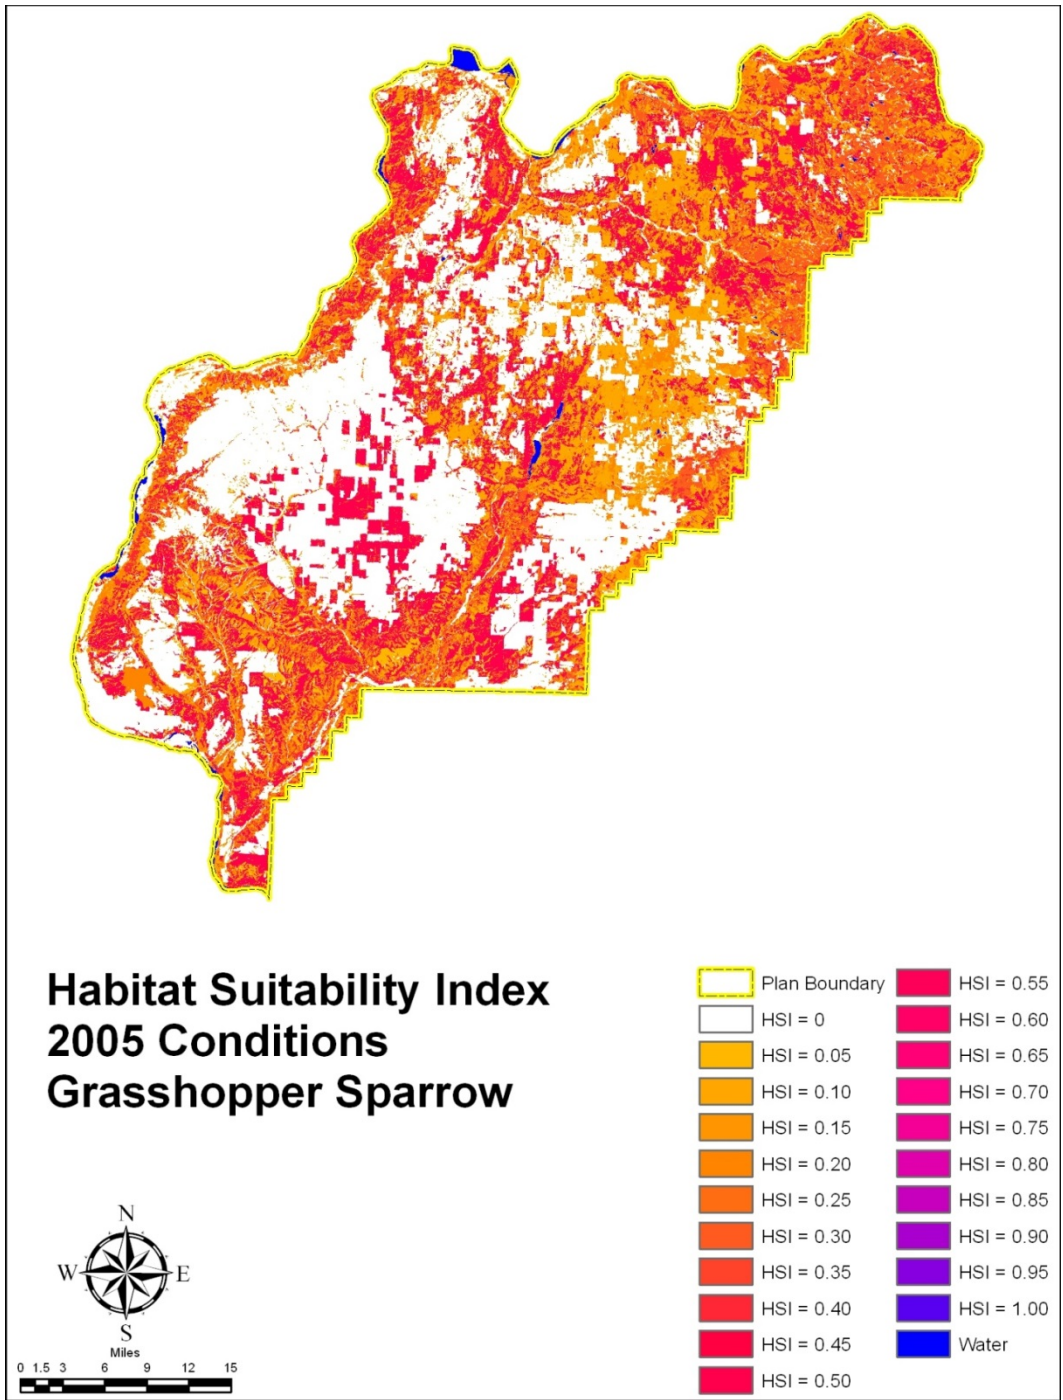 Habitat Suitability Index
2005 Conditions
Grasshopper Sparrow
N
W E
S
Miles
0 1.5 3 6 9 12 15
Plan Boundary
HSI = 0
HSI = 0.05
HSI = 0.10
HSI = 0.15
HSI = 0.20
HSI = 0.25
HSI = 0.30
HSI = 0.35
HSI = 0.40
HSI = 0.45
HSI = 0.50
HSI = 0.55
HSI = 0.60
HSI = 0.65
HSI = 0.70
HSI = 0.75
HSI = 0.80
HSI = 0.85
HSI = 0.90
HSI = 0.95
HSI = 1.00
Water